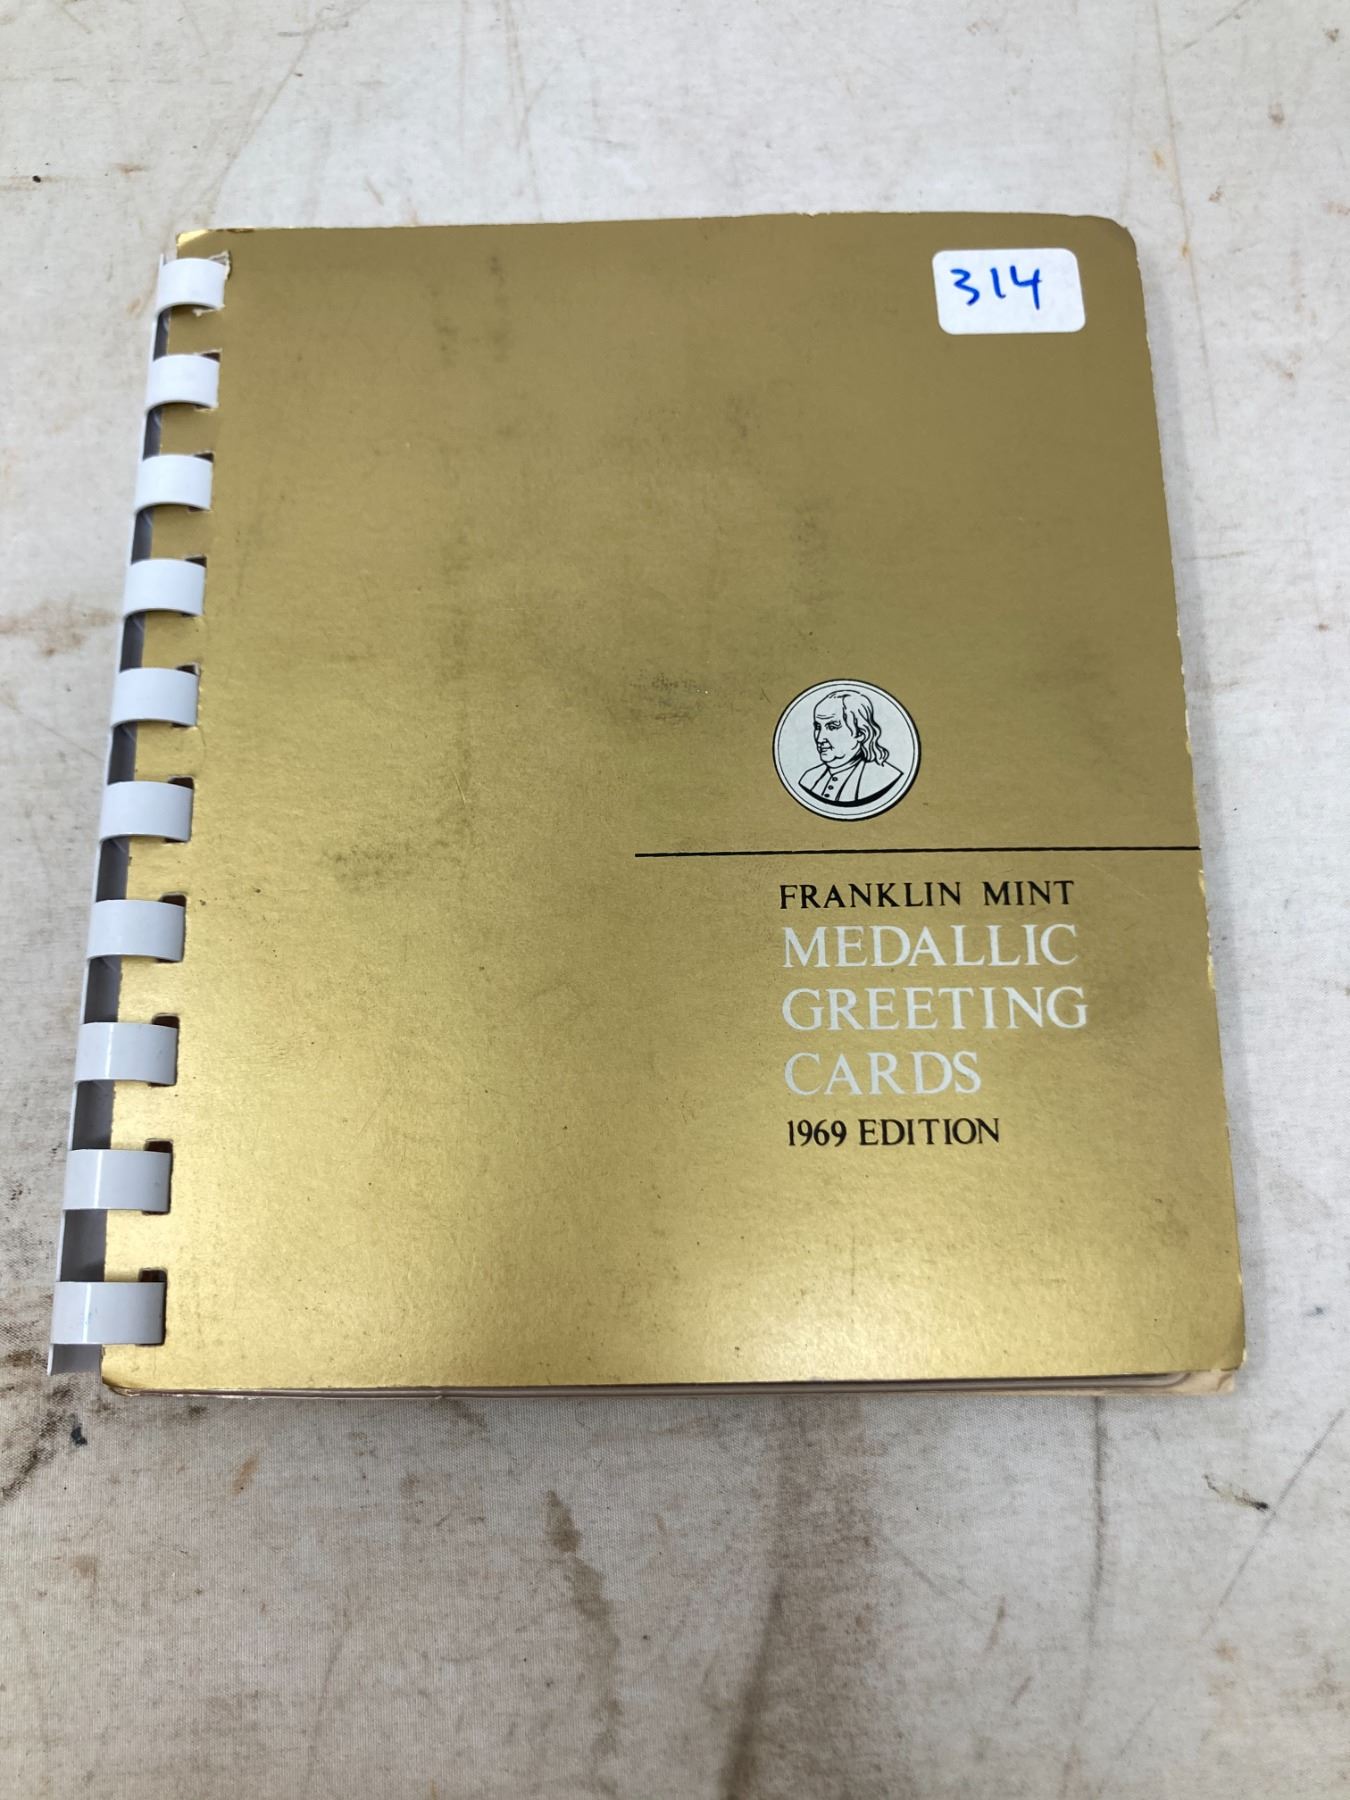 314
FRANKLIN MINT
MEDALLIC
GREETING
CARDS
1969 EDITION